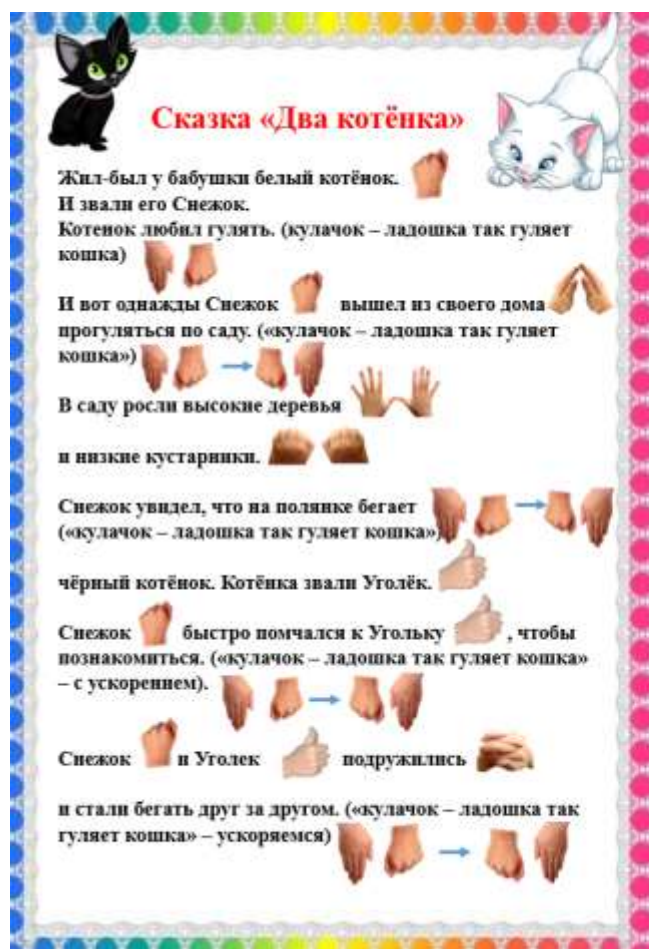 Сказка «Два котёнка»
Жил-был у бабушки белый котёнок.
И звали его Снежок.
Котенок любил гулять. (кулачок – ладошка так гуляет
кошка)
И вот однажды Снежок вышел из своего дома
прогуляться по саду. («кулачок – ладошка так гуляет
кошка»)
В саду росли высокие деревья
и низкие кустарники.
Снежок увидел, что на полянке бегает
(«кулачок – ладошка так гуляет кошка»)
чёрный котёнок. Котёнка звали Уголёк.
Снежок быстро помчался к Угольку , чтобы
познакомиться. («кулачок – ладошка так гуляет кошка»
– с ускорением).
Снежок и Уголек подружились
и стали бегать друг за другом. («кулачок – ладошка так
гуляет кошка» – ускоряемся)